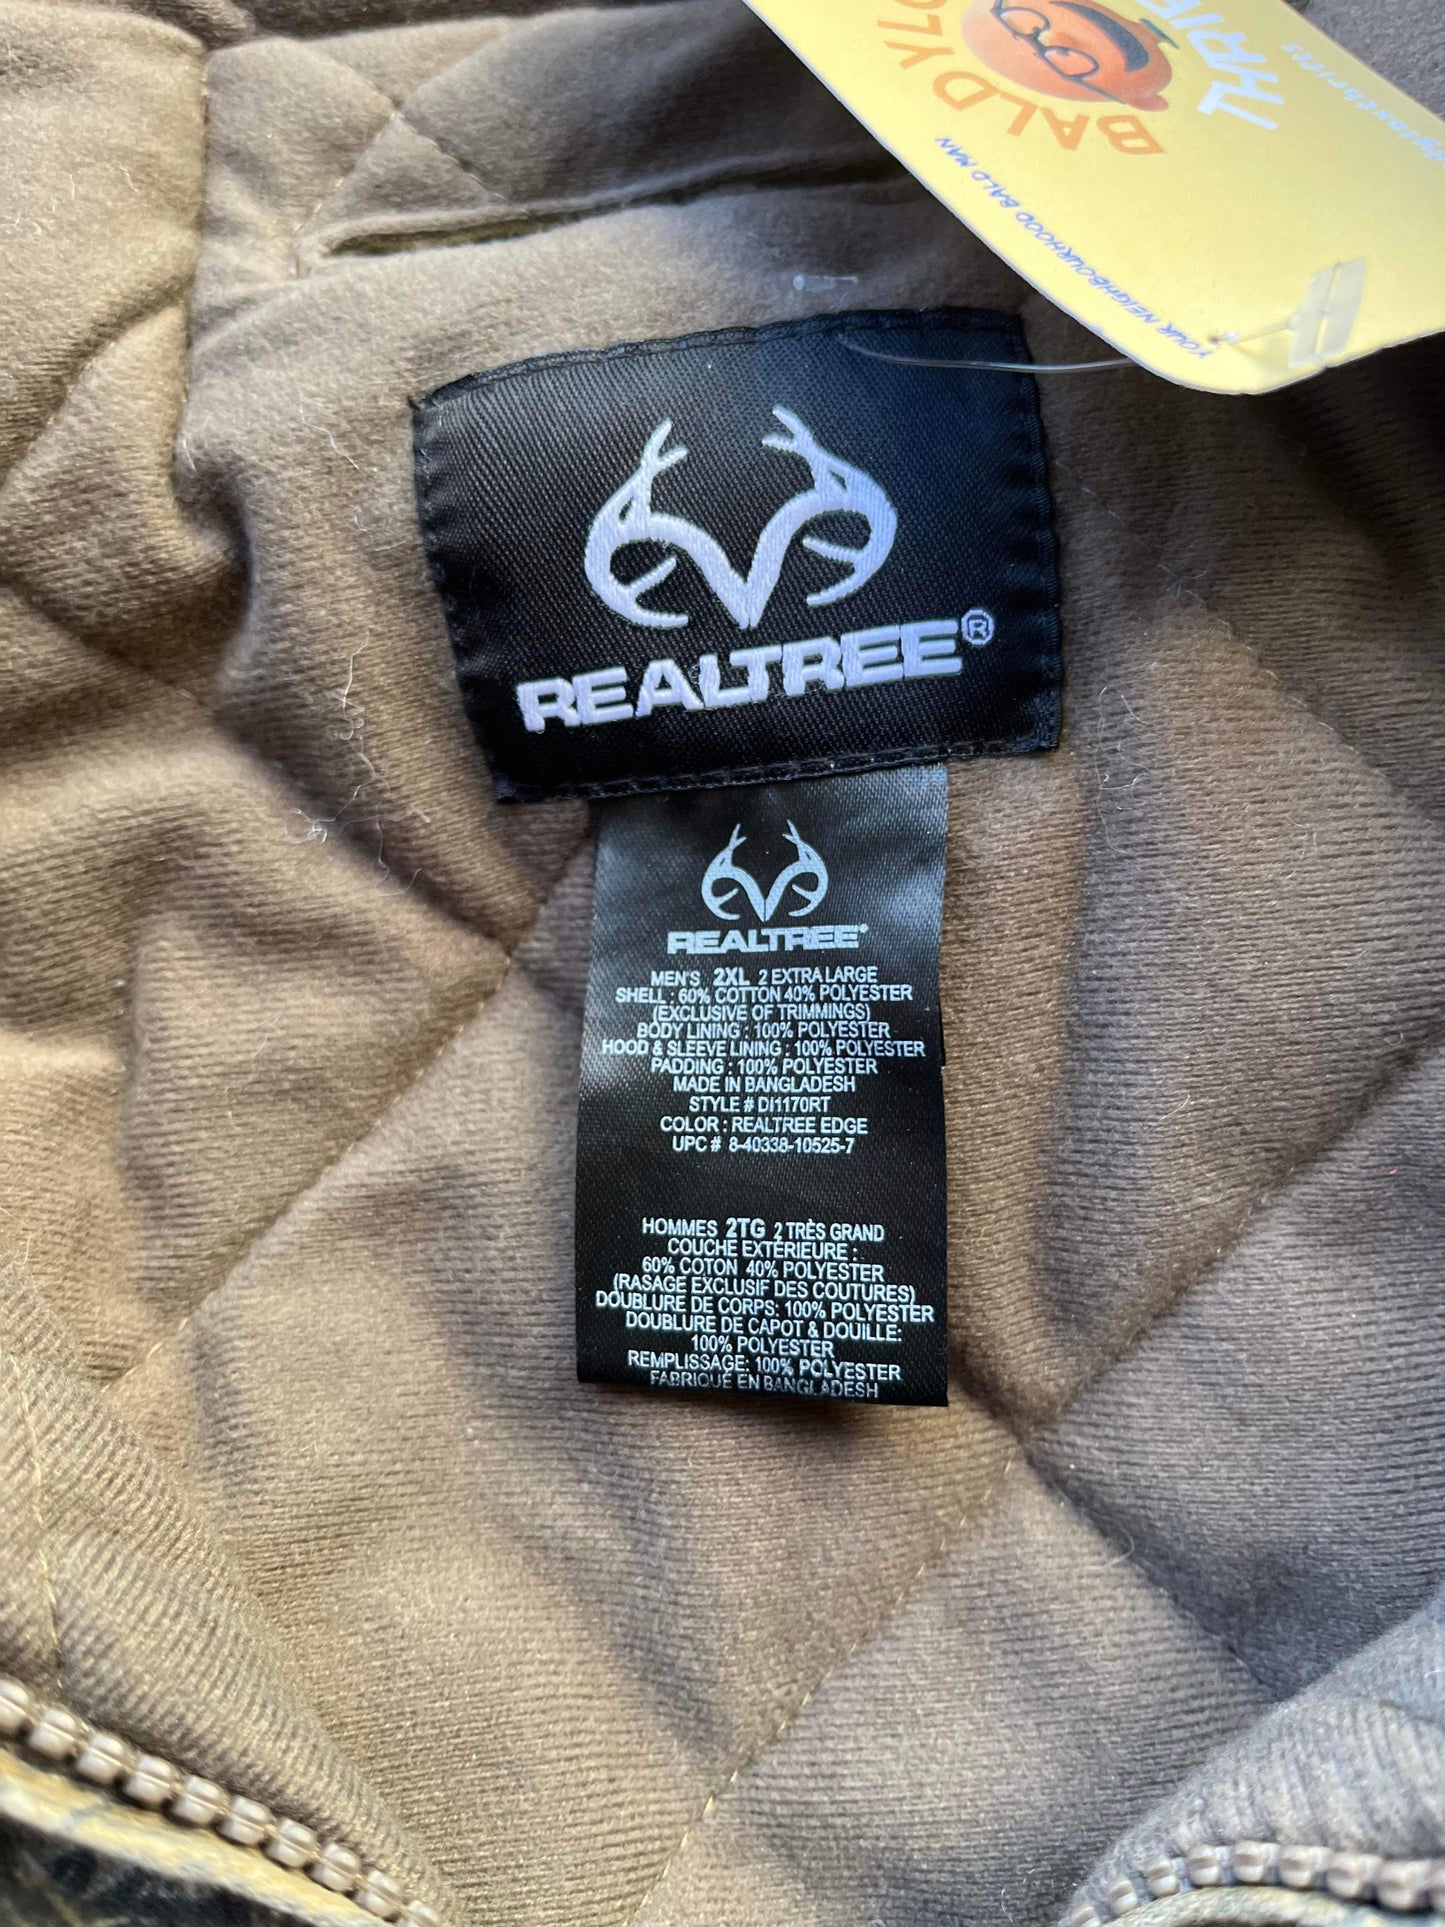 YOUR NEIGHBOURHOOD BALD MAN
REALTREE®
REALTREE®
MEN'S 2XL 2 EXTRA LARGE
SHELL : 60% COTTON 40% POLYESTER
(EXCLUSIVE OF TRIMMINGS)
BODY LINING : 100% POLYESTER
HOOD & SLEEVE LINING : 100% POLYESTER
PADDING : 100% POLYESTER
MADE IN BANGLADESH
STYLE # DI1170RT
COLOR : REALTREE EDGE
UPC # 8-40338-10525-7
HOMMES 2TG 2 TRÈS GRAND
COUCHE EXTÉRIEURE :
60% COTON 40% POLYESTER
(RASAGE EXCLUSIF DES COUTURES)
DOUBLURE DE CORPS: 100% POLYESTER
DOUBLURE DE CAPOT & DOUILLE:
100% POLYESTER
REMPLISSAGE: 100% POLYESTER
FABRIQUÉ EN BANGLADESH